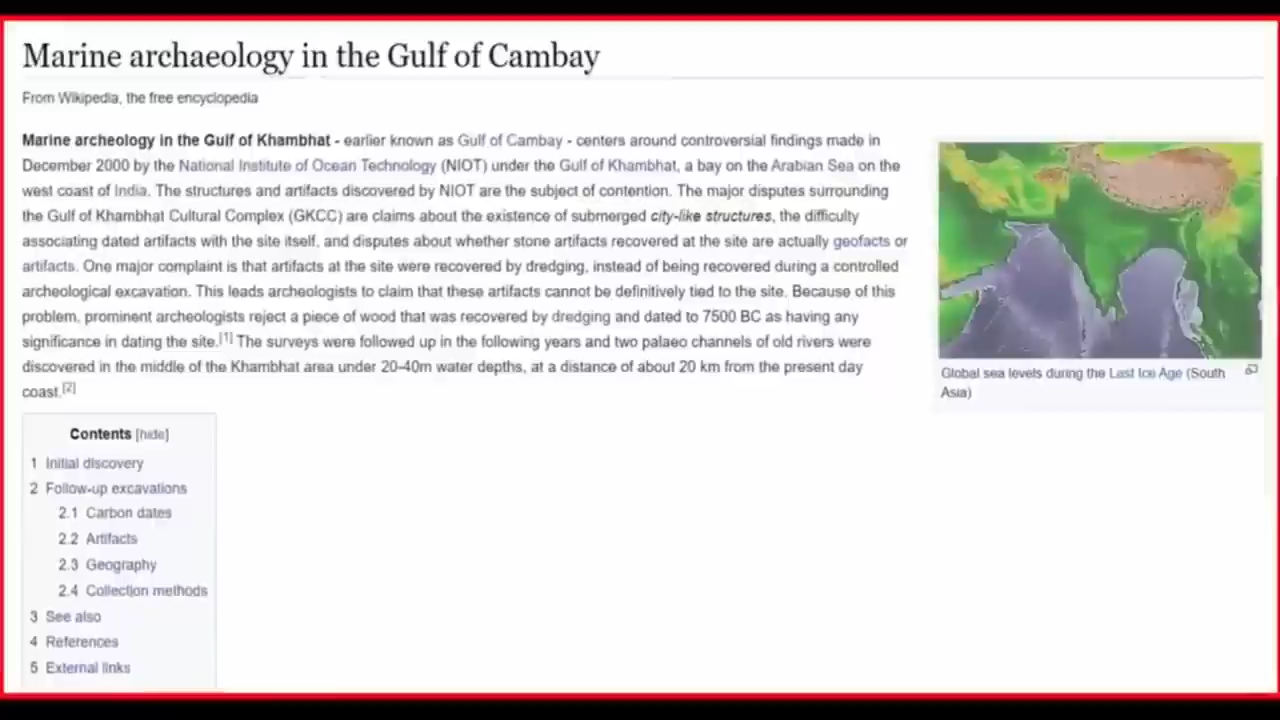 Marine archaeology in the Gulf of Cambay
From Wikipedia, the free encyclopedia
Marine archeology in the Gulf of Khambhat - earlier known as Gulf of Cambay - centers around controversial findings made in
December 2000 by the National Institute of Ocean Technology (NIOT) under the Gulf of Khambhat, a bay on the Arabian Sea on the
west coast of India. The structures and artifacts discovered by NIOT are the subject of contention. The major disputes surrounding
the Gulf of Khambhat Cultural Complex (GKCC) are claims about the existence of submerged city-like structures, the difficulty
associating dated artifacts with the site itself, and disputes about whether stone artifacts recovered at the site are actually geofacts or
artifacts. One major complaint is that artifacts at the site were recovered by dredging, instead of being recovered during a controlled
archeological excavation. This leads archeologists to claim that these artifacts cannot be definitively tied to the site. Because of this
problem, prominent archeologists reject a piece of wood that was recovered by dredging and dated to 7500 BC as having any
significance in dating the site.[1] The surveys were followed up in the following years and two palaeo channels of old rivers were
discovered in the middle of the Khambhat area under 20-40m water depths, at a distance of about 20 km from the present day
coast.[2]
Global sea levels during the Last Ice Age (South
Asia)
Contents [hide]
1 Initial discovery
2 Follow-up excavations
2.1 Carbon dates
2.2 Artifacts
2.3 Geography
2.4 Collection methods
3 See also
4 References
5 External links